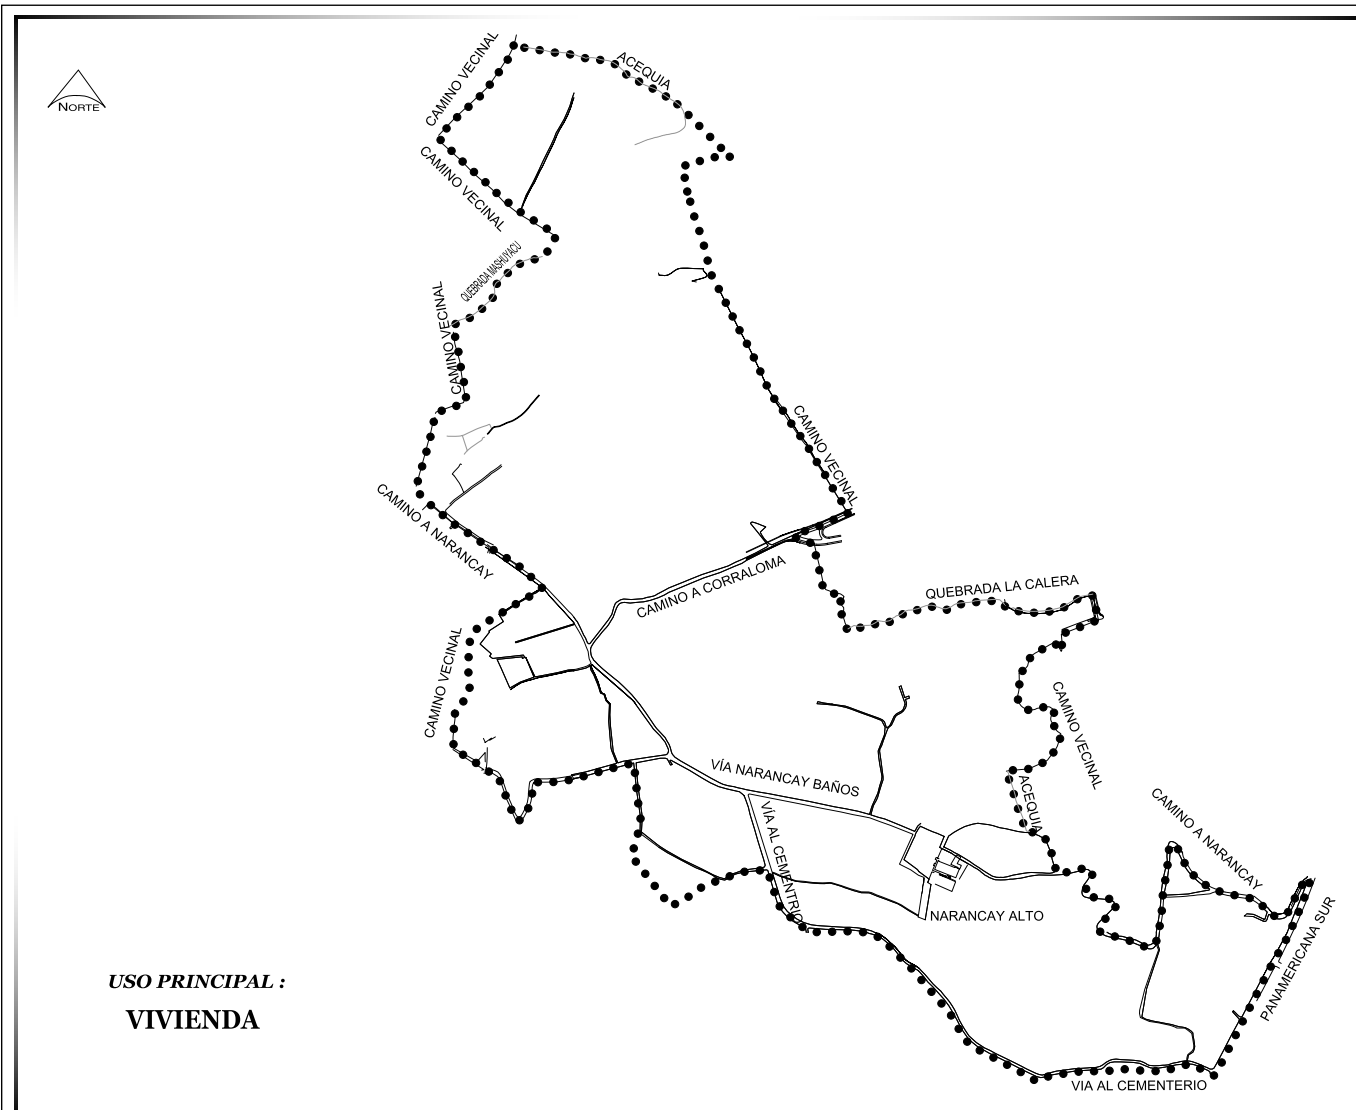 CAMINO VECINAL
ACEQUIA
NORTE
CAMINO VECINAL
QUEBRADA MASHUYACU
CAMINO VECINAL
CAMINO VECINAL
CAMINO A NARANCAY
CAMINO A CORRALOMA
QUEBRADA LA CALERA
CAMINO VECINAL
CAMINO VECINAL
VÍA NARANCAY BAÑOS
ACEQUIA
VÍA AL CEMENTRIO
CAMINO A NARANCAY
NARANCAY ALTO
PANAMERICANA SUR
USO PRINCIPAL :
VIVIENDA
VIA AL CEMENTERIO